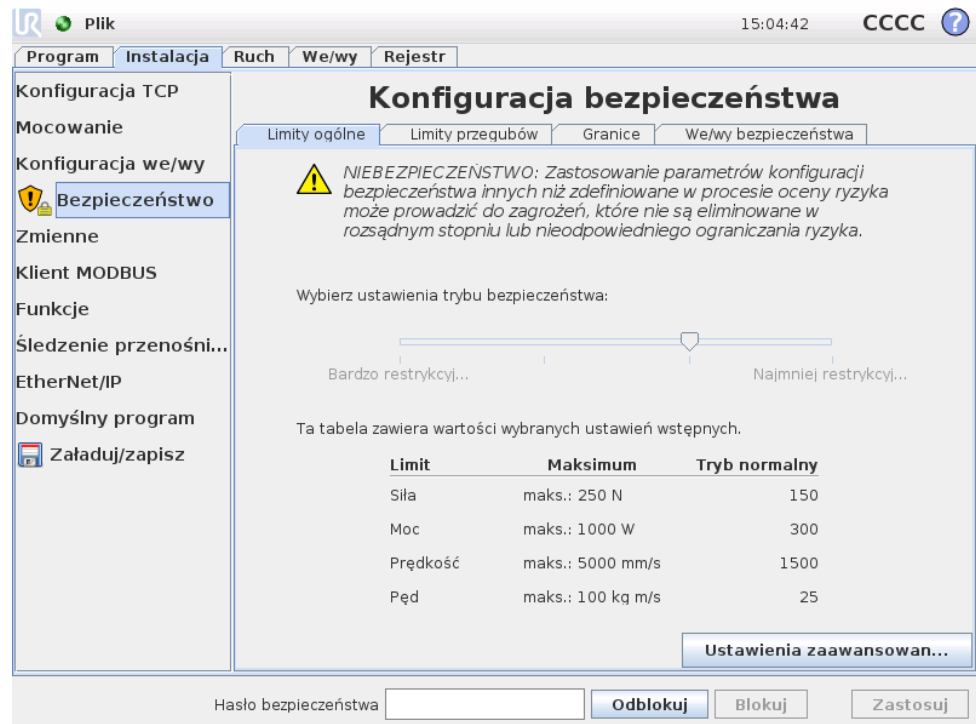 UR
Plik
15:04:42
CCCC
?
Program
Instalacja
Ruch
We/wy
Rejestr
Konfiguracja TCP
Mocowanie
Konfiguracja we/wy
Bezpieczeństwo
Zmienne
Klient MODBUS
Funkcje
Śledzenie przenośni...
EtherNet/IP
Domyślny program
Załaduj/zapisz
Konfiguracja bezpieczeństwa
Limity ogólne
Limity przegubów
Granice
We/wy bezpieczeństwa
NIEBEZPIECZEŃSTWO: Zastosowanie parametrów konfiguracji
bezpieczeństwa innych niż zdefiniowane w procesie oceny ryzyka
może prowadzić do zagrożeń, które nie są eliminowane w
rozsądnym stopniu lub nieodpowiedniego ograniczania ryzyka.
Wybierz ustawienia trybu bezpieczeństwa:
Bardzo restrykcyj...
Najmniej restrykcyj...
Ta tabela zawiera wartości wybranych ustawień wstępnych.
Limit Maksimum Tryb normalny
Siła maks.: 250 N 150
Moc maks.: 1000 W 300
Prędkość maks.: 5000 mm/s 1500
Pęd maks.: 100 kg m/s 25
Ustawienia zaawansowan...
Hasło bezpieczeństwa
Odblokuj
Blokuj
Zastosuj